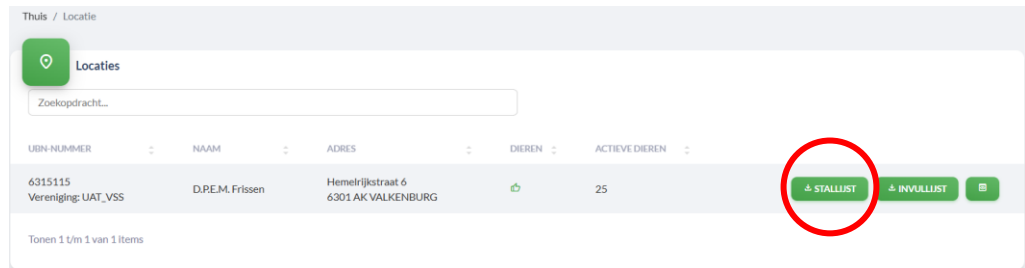 Thuis / Locatie
Locaties
Zoekopdracht...
UBN-NUMMER NAAM ADRES DIEREN ACTIEVE DIEREN
6315115 D.P.E.M. Frissen Hemelrijkstraat 6 25 STALLIJST INVULLIJST
Vereniging: UAT_VSS 6301 AK VALKENBURG
Tonen 1 t/m 1 van 1 items